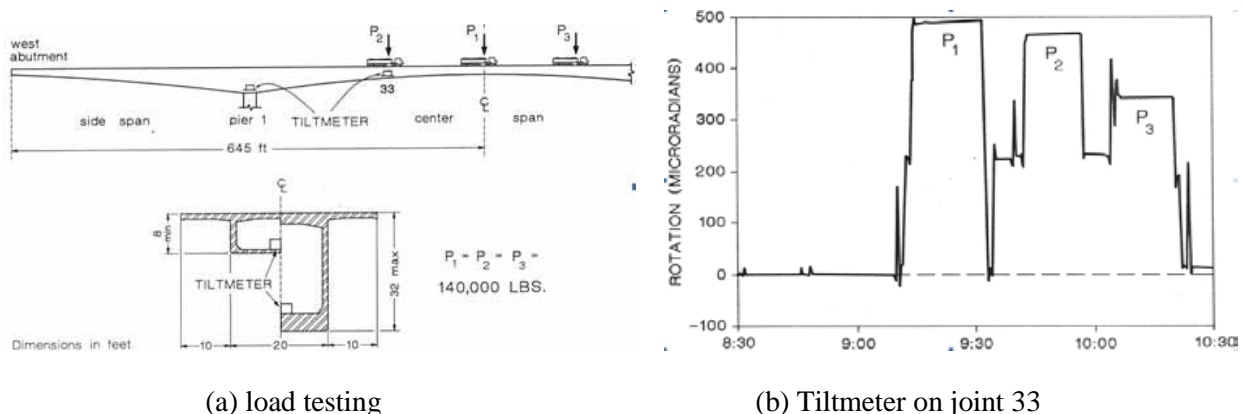 P2 P1 P3
west
abutment
33
℄
side span pier 1 TILTMETER center span
645 ft
℄
8
min
32 max
TILTMETER
P1 = P2 = P3 =
140,000 LBS.
Dimensions in feet
10 20 10
(a) load testing
ROTATION (MICRORADIANS)
500
400
300
200
100
0
-100
P1
P2
P3
8:30 9:00 9:30 10:00 10:30
(b) Tiltmeter on joint 33